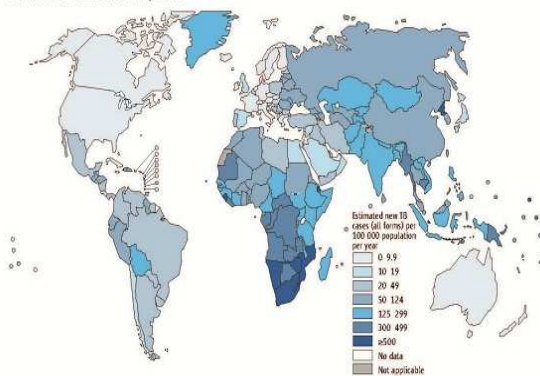 Estimated new TB
cases (all forms) per
100 000 population
per year
0 9.9
10 19
20 49
50 124
125 299
300 499
≥500
No data
Not applicable